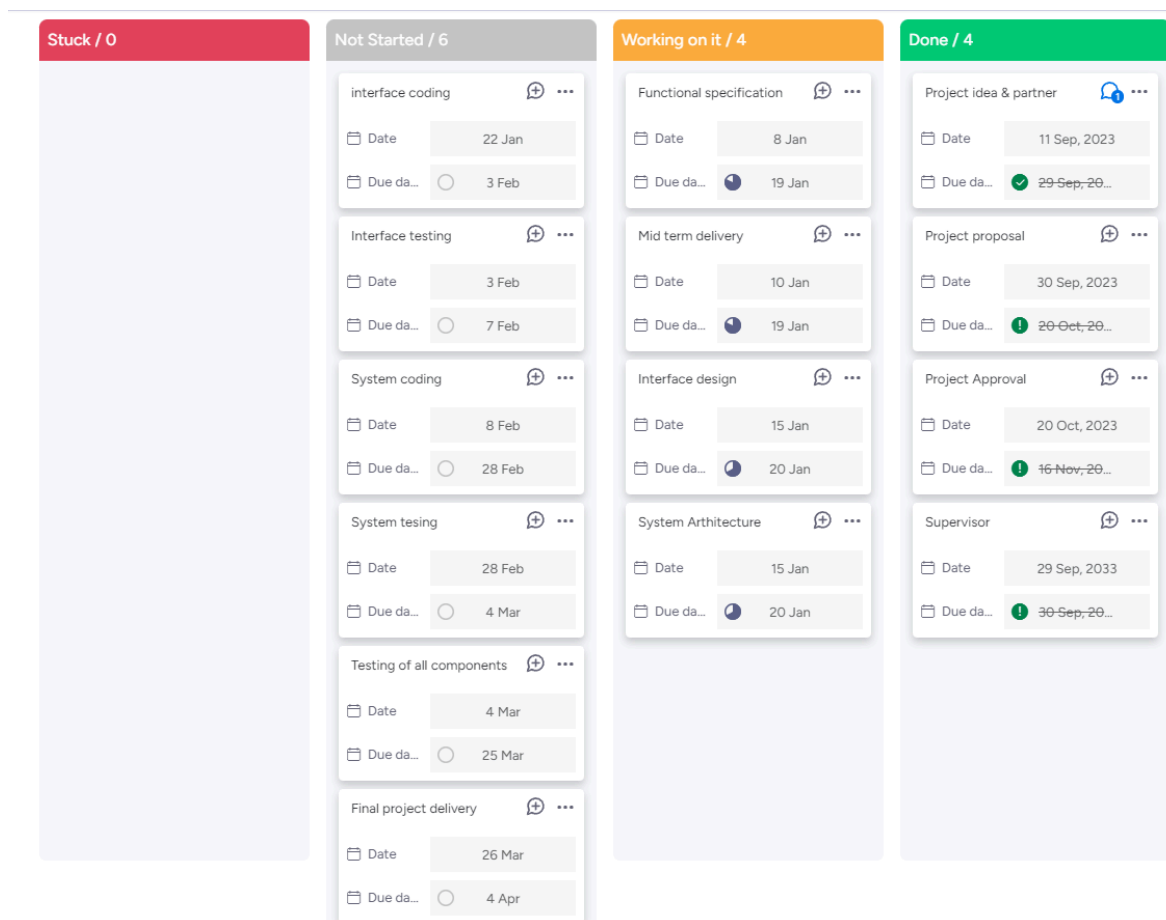 Stuck / 0
Not Started / 6
interface coding
Date 22 Jan
Due da... 3 Feb
Interface testing
Date 3 Feb
Due da... 7 Feb
System coding
Date 8 Feb
Due da... 28 Feb
System tesing
Date 28 Feb
Due da... 4 Mar
Testing of all components
Date 4 Mar
Due da... 25 Mar
Final project delivery
Date 26 Mar
Due da... 4 Apr
Working on it / 4
Functional specification
Date 8 Jan
Due da... 19 Jan
Mid term delivery
Date 10 Jan
Due da... 19 Jan
Interface design
Date 15 Jan
Due da... 20 Jan
System Arthitecture
Date 15 Jan
Due da... 20 Jan
Done / 4
Project idea & partner 1
Date 11 Sep, 2023
Due da... 29 Sep, 20...
Project proposal
Date 30 Sep, 2023
Due da... 20 Oct, 20...
Project Approval
Date 20 Oct, 2023
Due da... 16 Nov, 20...
Supervisor
Date 29 Sep, 2033
Due da... 30 Sep, 20...